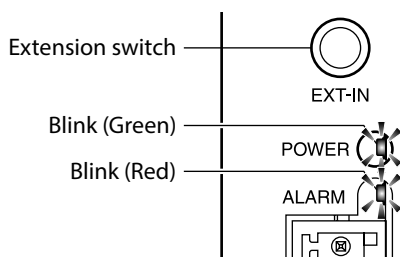 Extension switch
EXT-IN
Blink (Green)
POWER
Blink (Red)
ALARM